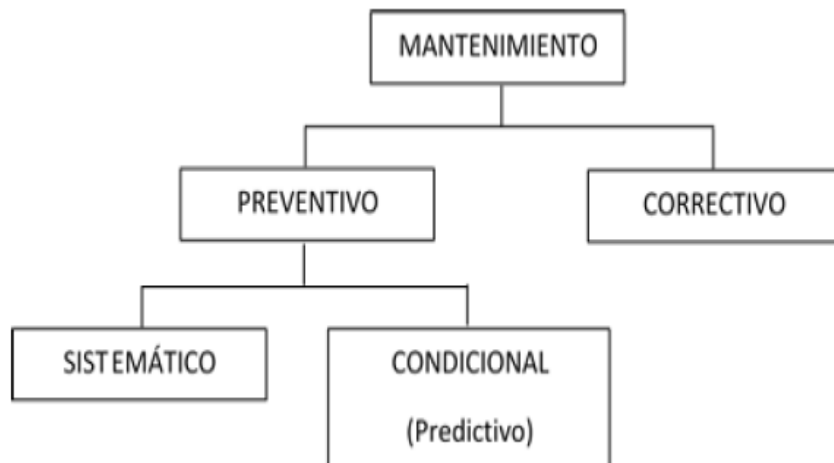 MANTENIMIENTO
PREVENTIVO
CORRECTIVO
SISTEMÁTICO
CONDICIONAL
(Predictivo)